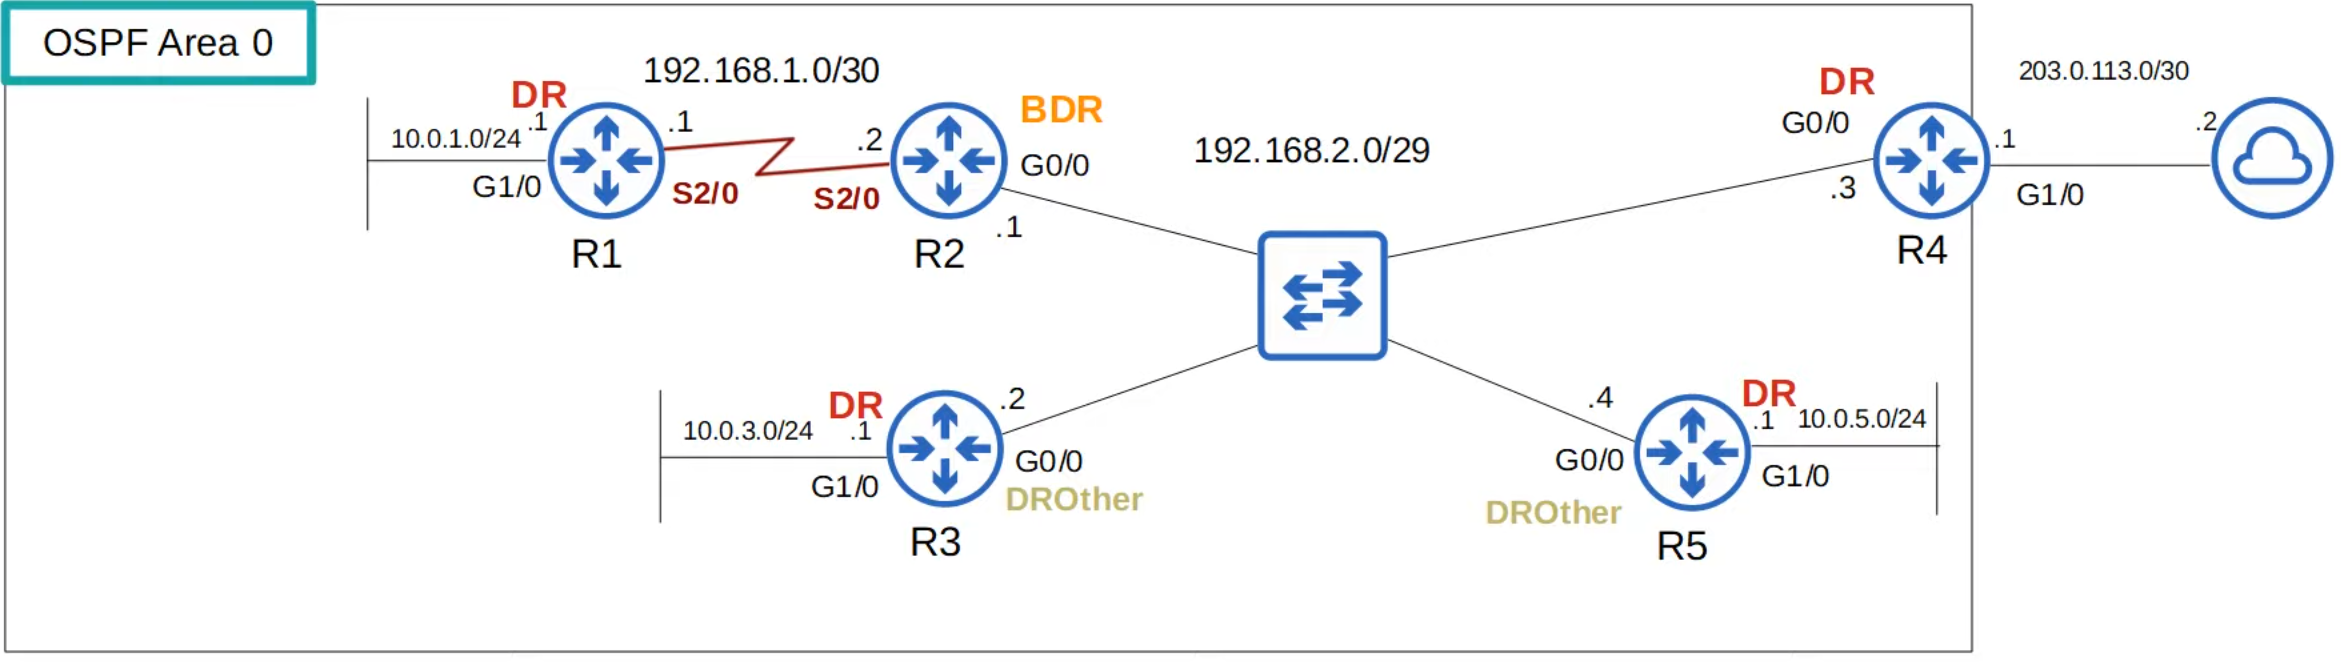 OSPF Area 0
192.168.1.0/30
203.0.113.0/30
DR
BDR
DR
10.0.1.0/24
.1
.1
.2
G0/0
192.168.2.0/29
G0/0
.1
.2
G1/0
S2/0
S2/0
.1
.3
G1/0
R1
R2
R4
DR
.2
.4
DR
10.0.3.0/24
.1
.1
10.0.5.0/24
G1/0
G0/0
G0/0
G1/0
DROther
DROther
R3
R5